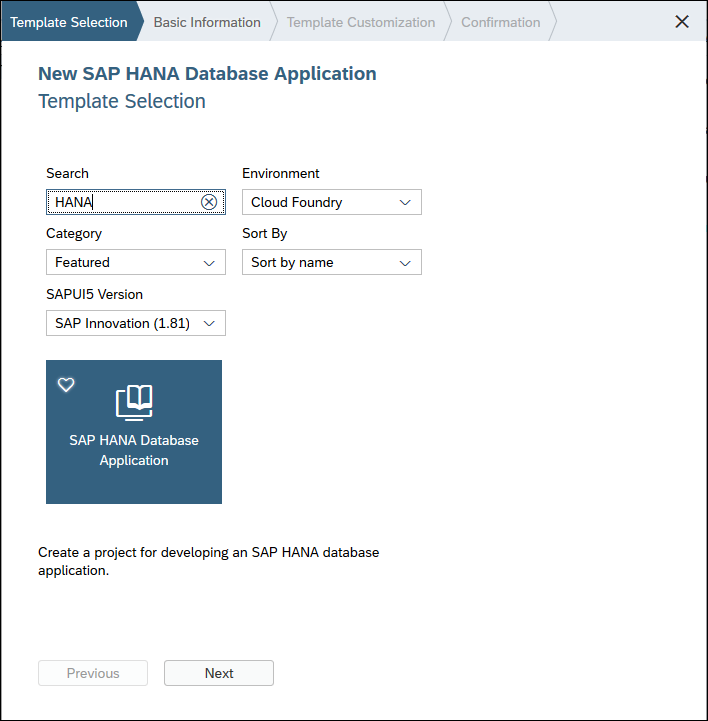 Template Selection
Basic Information
Template Customization
Confirmation
New SAP HANA Database Application
Template Selection
Search
Environment
HANA
Cloud Foundry
Category
Sort By
Featured
Sort by name
SAPUI5 Version
SAP Innovation (1.81)
SAP HANA Database
Application
Create a project for developing an SAP HANA database
application.
Previous
Next